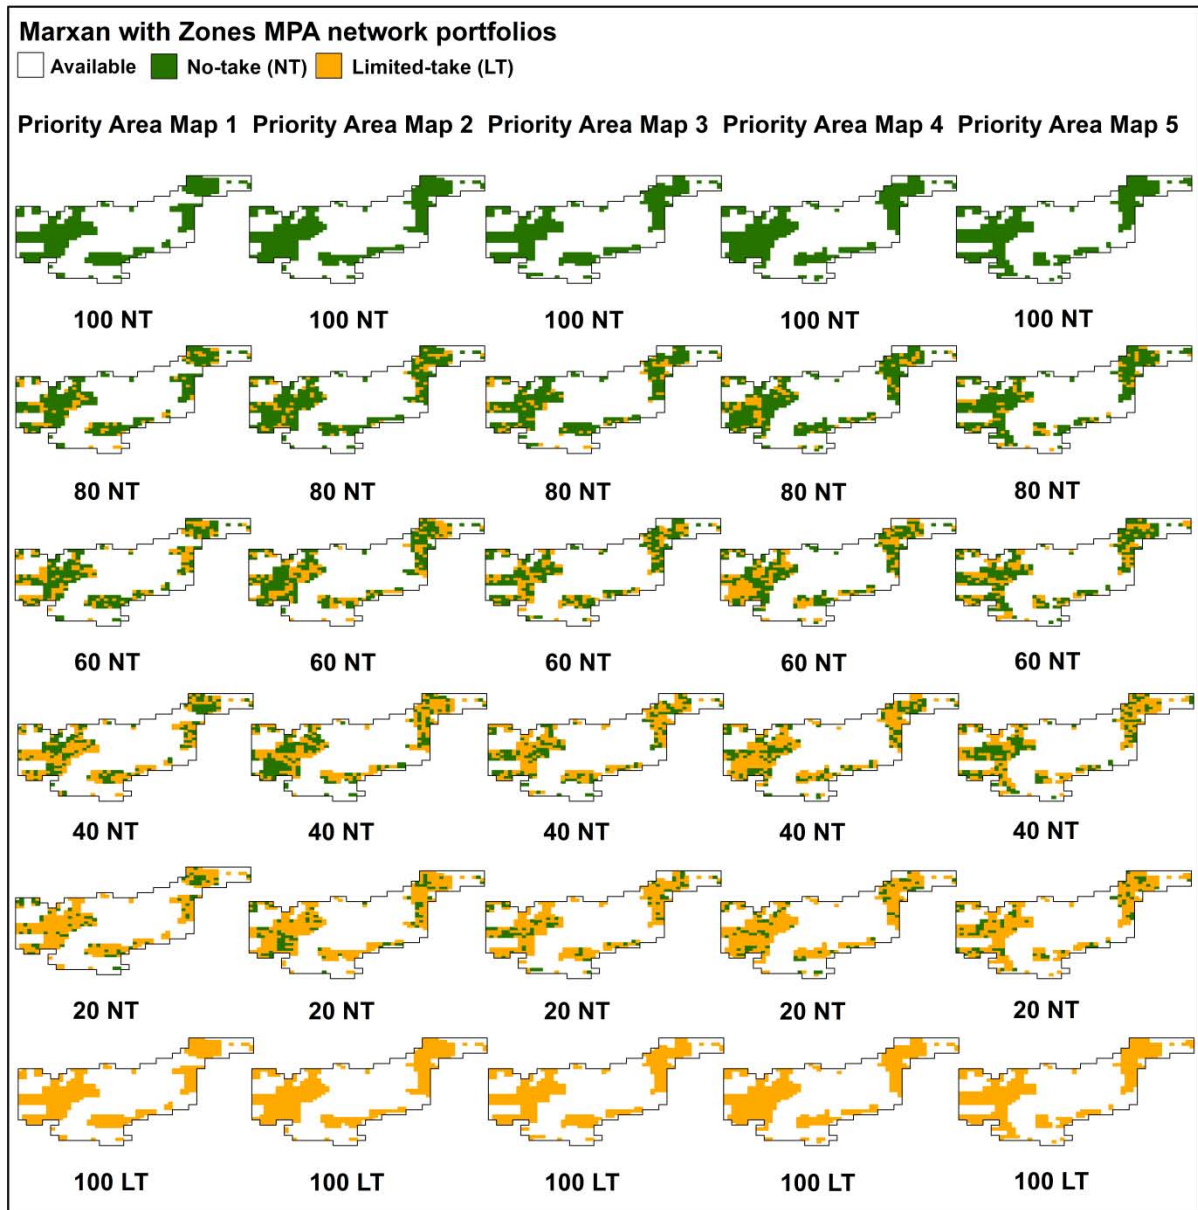 Marxan with Zones MPA network portfolios
Available No-take (NT) Limited-take (LT)
Priority Area Map 1 Priority Area Map 2 Priority Area Map 3 Priority Area Map 4 Priority Area Map 5
100 NT 100 NT 100 NT 100 NT 100 NT
80 NT 80 NT 80 NT 80 NT 80 NT
60 NT 60 NT 60 NT 60 NT 60 NT
40 NT 40 NT 40 NT 40 NT 40 NT
20 NT 20 NT 20 NT 20 NT 20 NT
100 LT 100 LT 100 LT 100 LT 100 LT